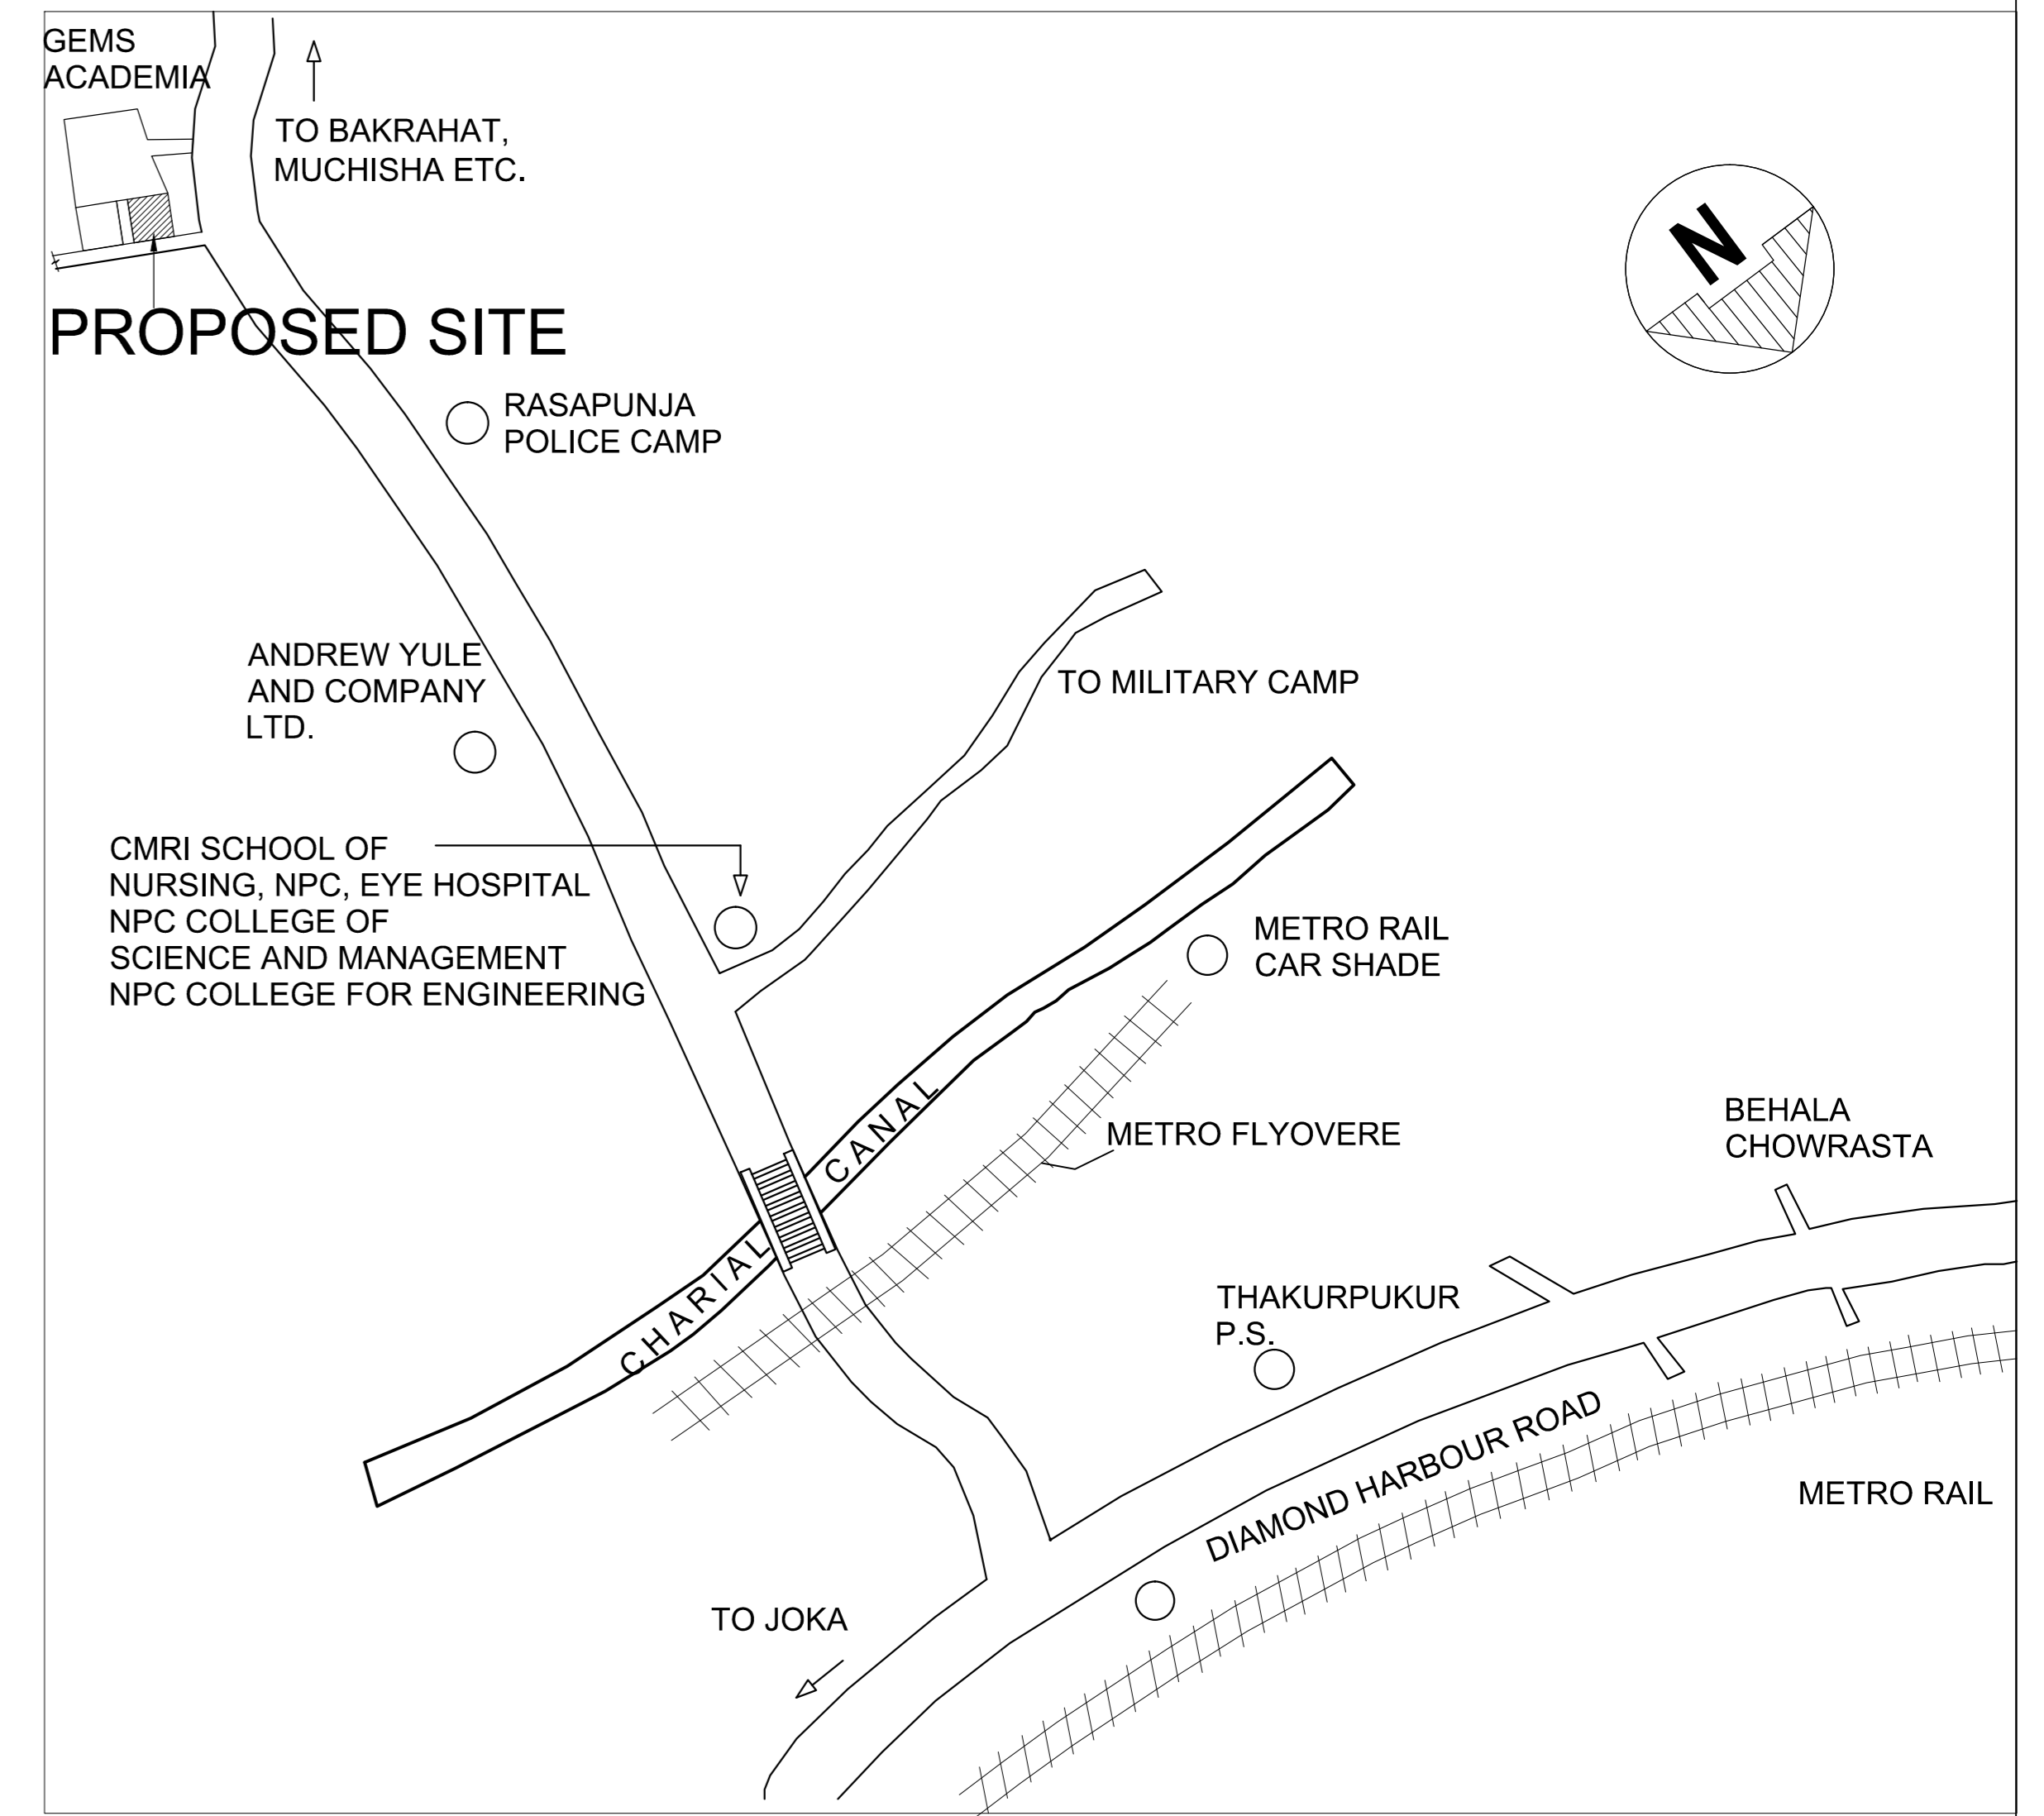 GEMS
ACADEMIA
TO BAKRAHAT,
MUCHISHA ETC.
N
PROPOSED SITE
RASAPUNJA
POLICE CAMP
ANDREW YULE
AND COMPANY
LTD.
TO MILITARY CAMP
CMRI SCHOOL OF
NURSING, NPC, EYE HOSPITAL
NPC COLLEGE OF
SCIENCE AND MANAGEMENT
NPC COLLEGE FOR ENGINEERING
METRO RAIL
CAR SHADE
CHARIAL CANAL
METRO FLYOVERE
BEHALA
CHOWRASTA
THAKURPUKUR
P.S.
DIAMOND HARBOUR ROAD
METRO RAIL
TO JOKA